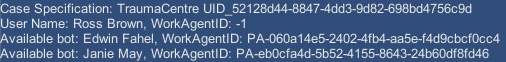 Case Specification: TraumaCentre UID_52128d44-8847-4dd3-9d82-698bd4756c9d
User Name: Ross Brown, WorkAgentID: -1
Available bot: Edwin Fahel, WorkAgentID: PA-060a14e5-2402-4fb4-aa5e-f4d9cbcf0cc4
Available bot: Janie May, WorkAgentID: PA-eb0cfa4d-5b52-4155-8643-24b60df8fd46